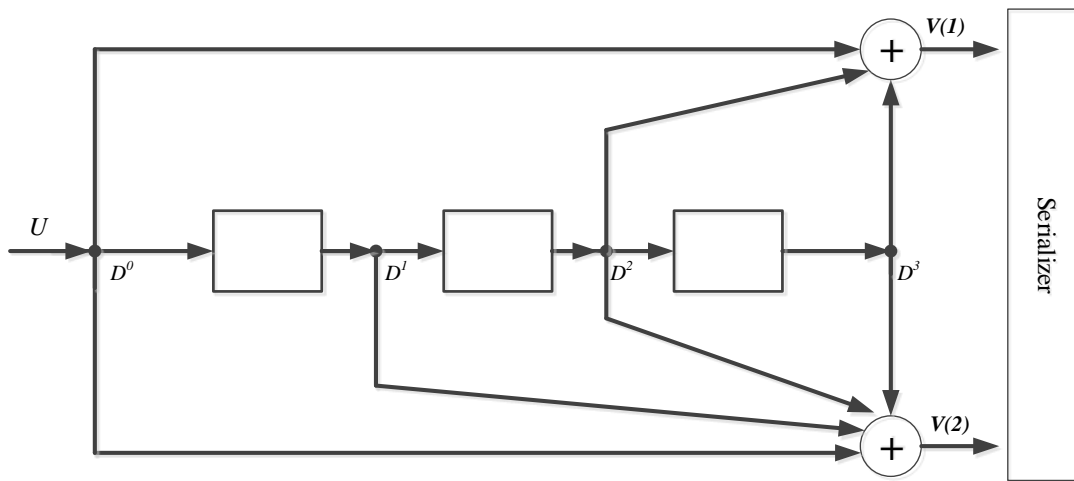 V(1)
+
U
D⁰
D¹
D²
D³
Serializer
V(2)
+